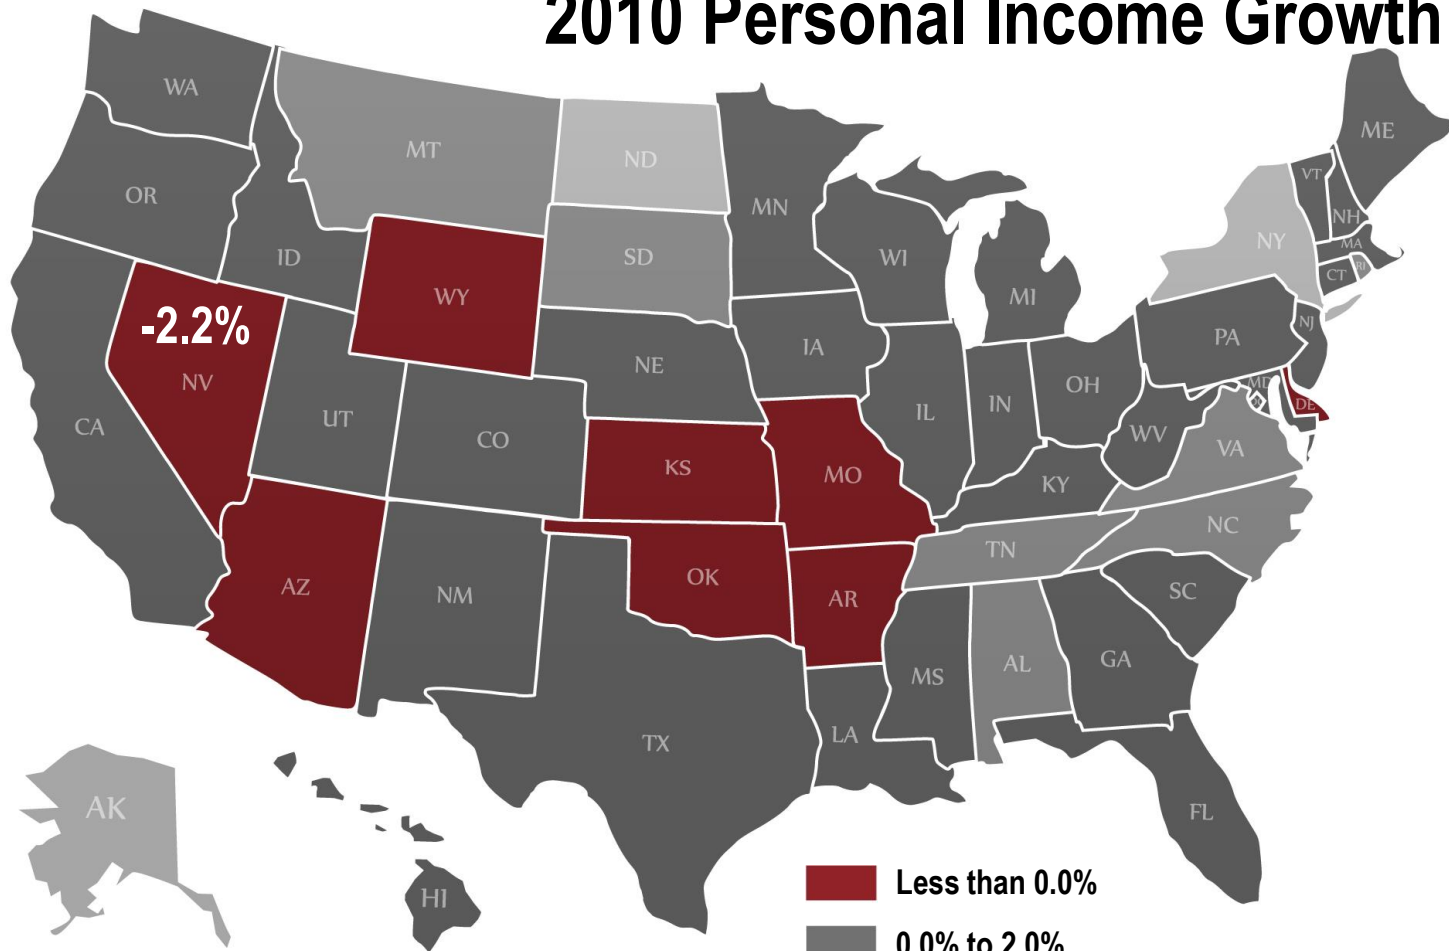 2010 Personal Income Growth
WA
MT
ND
ME
OR
MN
VT
NH
ID
SD
WI
NY
MA
WY
MI
CT
RI
-2.2%
NV
NE
IA
PA
NJ
CA
UT
CO
IL
IN
OH
MD
DE
WV
VA
KS
MO
KY
NC
AZ
NM
OK
AR
TN
SC
MS
AL
GA
TX
LA
AK
FL
HI
Less than 0.0%
0.0% to 2.0%